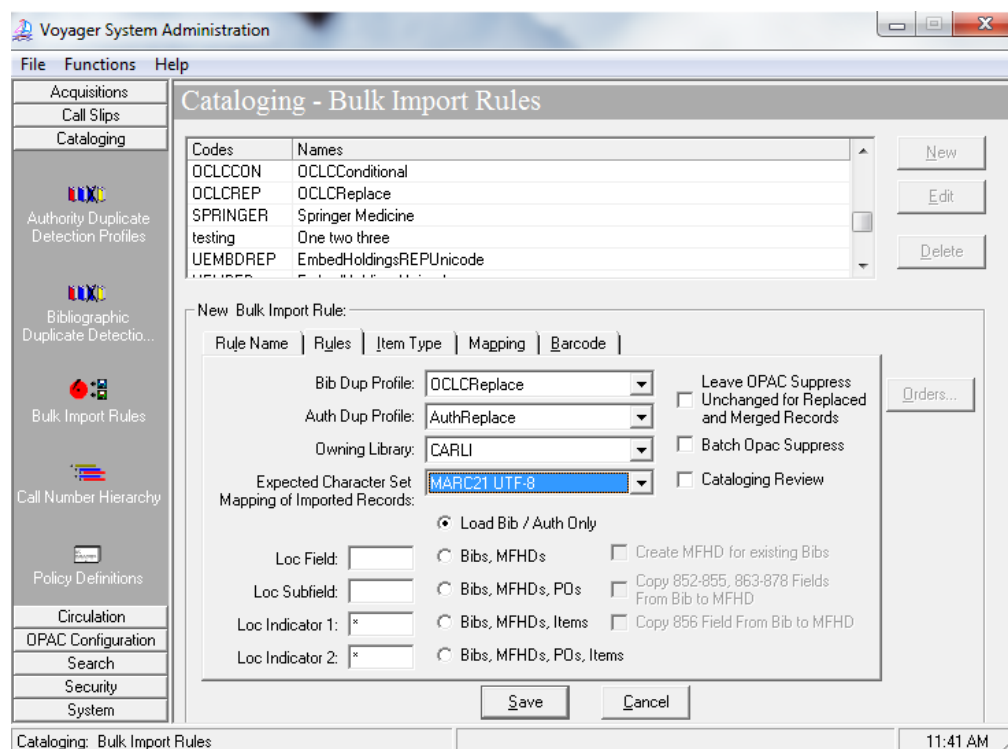 Voyager System Administration
File Functions Help
Acquisitions
Call Slips
Cataloging
Authority Duplicate
Detection Profiles
Bibliographic
Duplicate Detectio...
Bulk Import Rules
Call Number Hierarchy
Policy Definitions
Circulation
OPAC Configuration
Search
Security
System
Cataloging - Bulk Import Rules
Codes Names
OCLCCON OCLCConditional
OCLCREP OCLCReplace
SPRINGER Springer Medicine
testing One two three
UEMBDREP EmbedHoldingsREPUnicode
New
Edit
Delete
New Bulk Import Rule:
Rule Name Rules Item Type Mapping Barcode
Bib Dup Profile: OCLCReplace
Auth Dup Profile: AuthReplace
Owning Library: CARLI
Expected Character Set
Mapping of Imported Records: MARC21 UTF-8
Leave OPAC Suppress
Unchanged for Replaced
and Merged Records
Batch Opac Suppress
Cataloging Review
Orders...
Load Bib / Auth Only
Loc Field: Bibs, MFHDs Create MFHD for existing Bibs
Loc Subfield: Bibs, MFHDs, POs Copy 852-855, 863-878 Fields
From Bib to MFHD
Loc Indicator 1: * Bibs, MFHDs, Items Copy 856 Field From Bib to MFHD
Loc Indicator 2: * Bibs, MFHDs, POs, Items
Save Cancel
Cataloging: Bulk Import Rules 11:41 AM